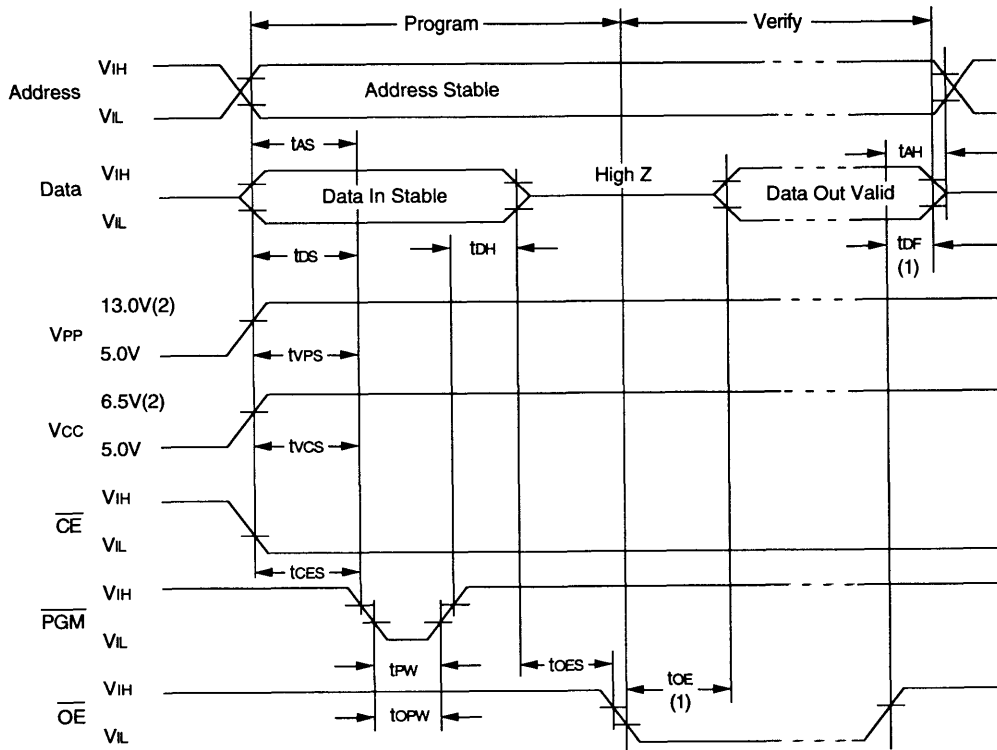 Program Verify
VIH
Address Address Stable
VIL
tAS tAH
VIH High Z
Data Data In Stable Data Out Valid
VIL
tDS tDH tDF
(1)
13.0V(2)
VPP
5.0V tVPS
6.5V(2)
VCC
5.0V tVCS
VIH
CE
VIL
tCES
VIH
PGM
VIL
tPW tOES tOE
(1)
VIH
tOPW
OE
VIL